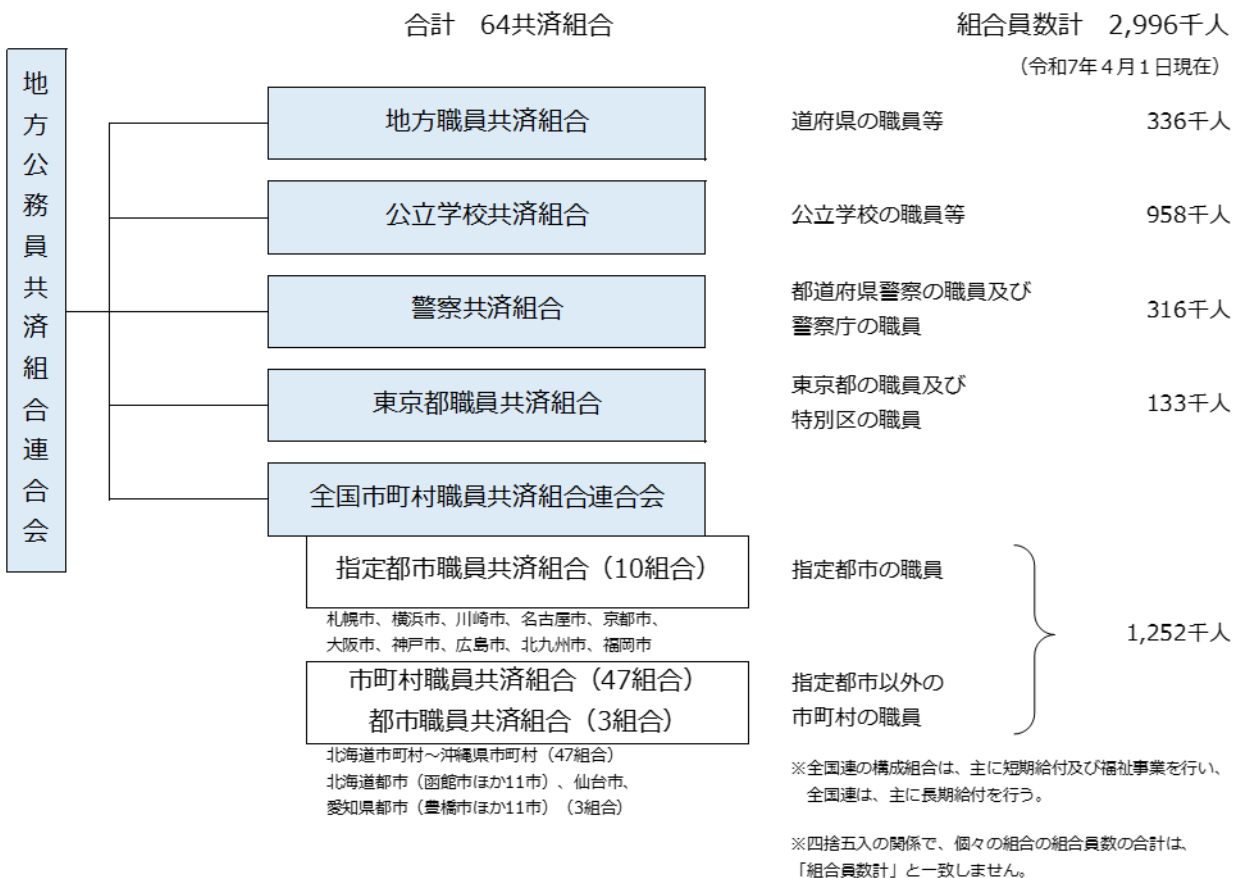 合計　64共済組合
組合員数計　2,996千人
（令和7年４月１日現在）
地方公務員共済組合連合会
地方職員共済組合
道府県の職員等
336千人
公立学校共済組合
公立学校の職員等
958千人
警察共済組合
都道府県警察の職員及び
警察庁の職員
316千人
東京都職員共済組合
東京都の職員及び
特別区の職員
133千人
全国市町村職員共済組合連合会
指定都市職員共済組合（10組合）
指定都市の職員
札幌市、横浜市、川崎市、名古屋市、京都市、
大阪市、神戸市、広島市、北九州市、福岡市
1,252千人
市町村職員共済組合（47組合）
都市職員共済組合（3組合）
指定都市以外の
市町村の職員
北海道市町村～沖縄県市町村（47組合）
北海道都市（函館市ほか11市）、仙台市、
愛知県都市（豊橋市ほか11市）（3組合）
※全国連の構成組合は、主に短期給付及び福祉事業を行い、
全国連は、主に長期給付を行う。
※四捨五入の関係で、個々の組合の組合員数の合計は、
「組合員数計」と一致しません。